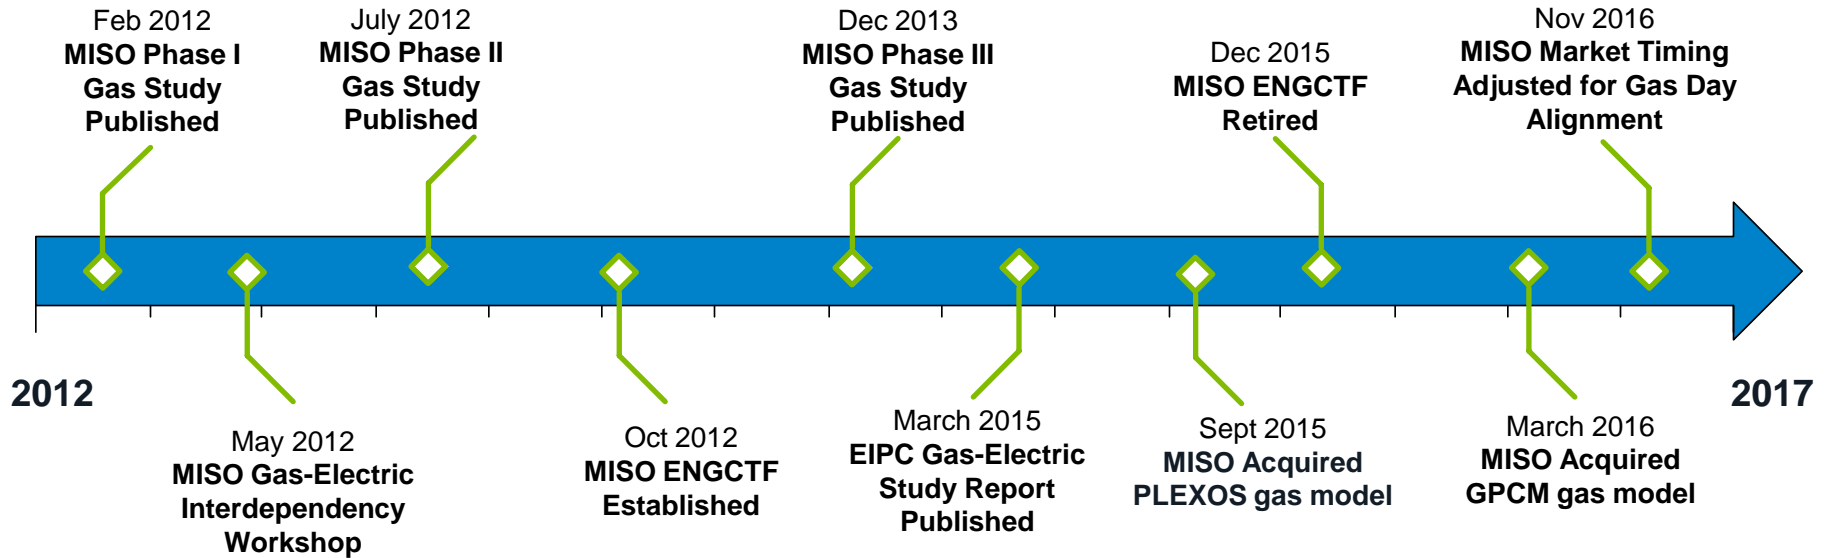 Feb 2012
MISO Phase I
Gas Study
Published
July 2012
MISO Phase II
Gas Study
Published
Dec 2013
MISO Phase III
Gas Study
Published
Dec 2015
MISO ENGCTF
Retired
Nov 2016
MISO Market Timing
Adjusted for Gas Day
Alignment
2012
2017
May 2012
MISO Gas-Electric
Interdependency
Workshop
Oct 2012
MISO ENGCTF
Established
March 2015
EIPC Gas-Electric
Study Report
Published
Sept 2015
MISO Acquired
PLEXOS gas model
March 2016
MISO Acquired
GPCM gas model